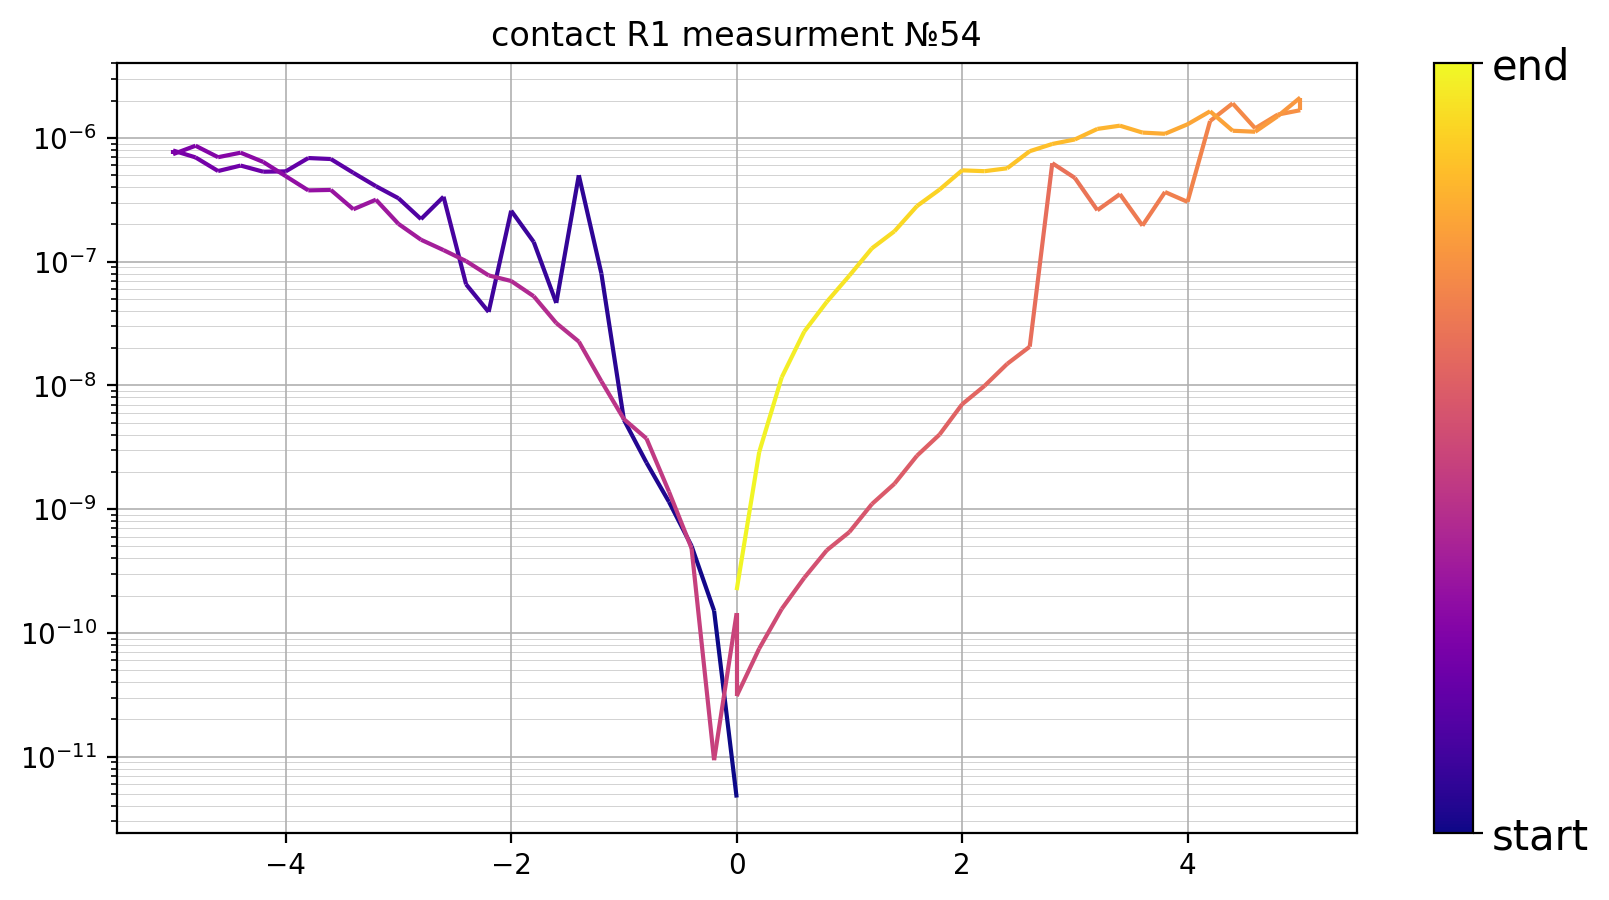 contact R1 measurment №54
10⁻⁶
10⁻⁷
10⁻⁸
10⁻⁹
10⁻¹⁰
10⁻¹¹
−4 −2 0 2 4
end
start